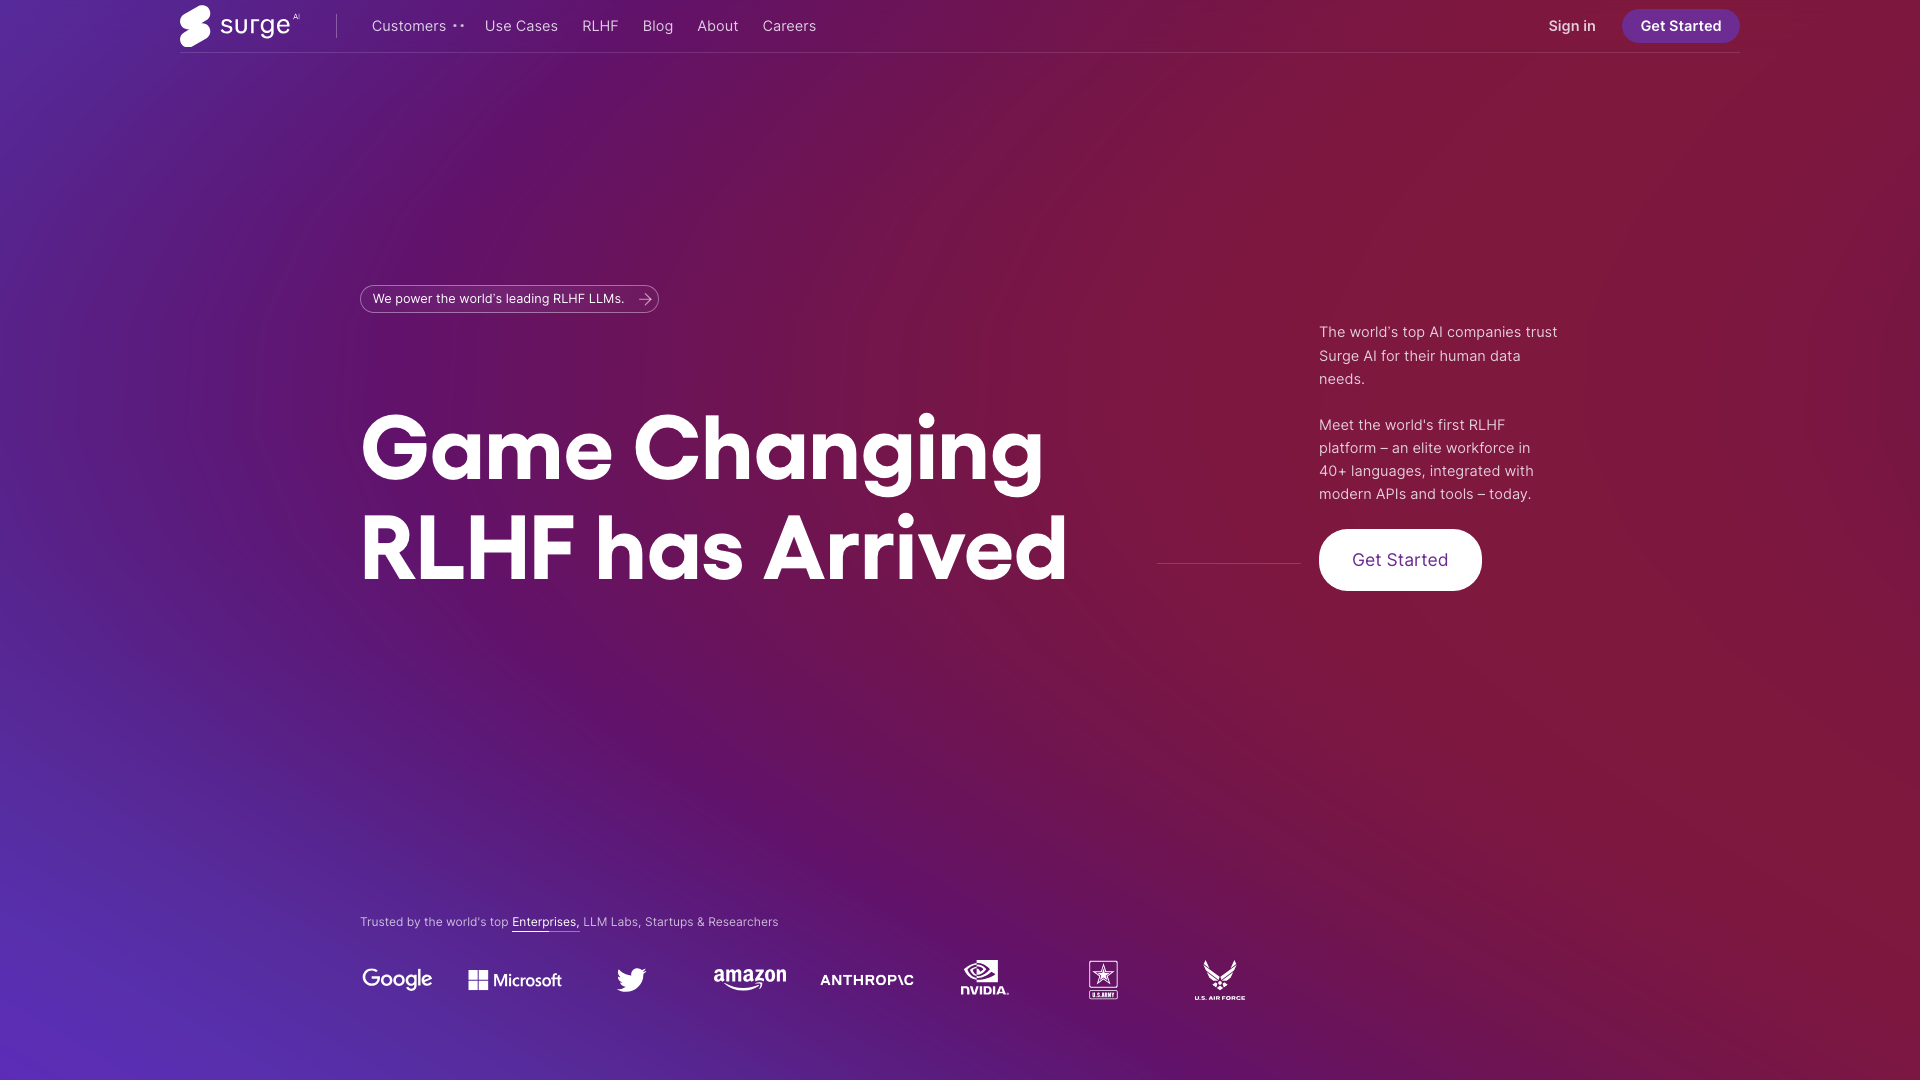 surge AI
Customers
Use Cases
RLHF
Blog
About
Careers
Sign in
Get Started
We power the world's leading RLHF LLMs.
Game Changing
RLHF has Arrived
The world's top AI companies trust
Surge AI for their human data
needs.
Meet the world's first RLHF
platform – an elite workforce in
40+ languages, integrated with
modern APIs and tools – today.
Get Started
Trusted by the world's top Enterprises, LLM Labs, Startups & Researchers
Google
Microsoft
amazon
ANTHROP\C
NVIDIA.
U.S.ARMY
U.S. AIR FORCE